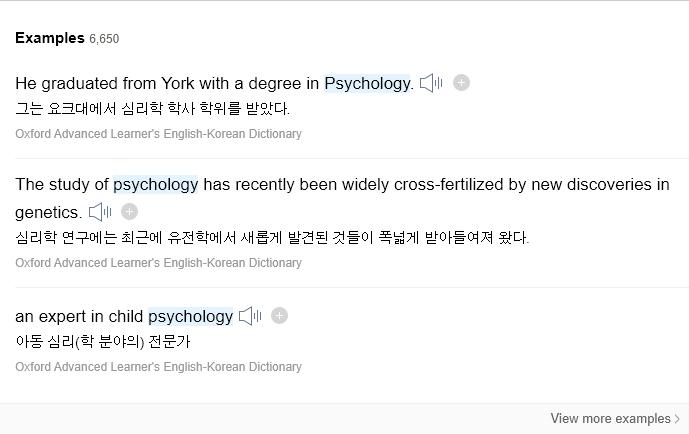 Examples 6,650
He graduated from York with a degree in Psychology.
그는 요크대에서 심리학 학사 학위를 받았다.
Oxford Advanced Learner's English-Korean Dictionary
The study of psychology has recently been widely cross-fertilized by new discoveries in
genetics.
심리학 연구에는 최근에 유전학에서 새롭게 발견된 것들이 폭넓게 받아들여져 왔다.
Oxford Advanced Learner's English-Korean Dictionary
an expert in child psychology
아동 심리(학 분야의) 전문가
Oxford Advanced Learner's English-Korean Dictionary
View more examples